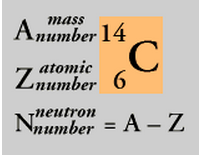 A mass number 14 C
Z atomic number 6
N neutron number = A – Z